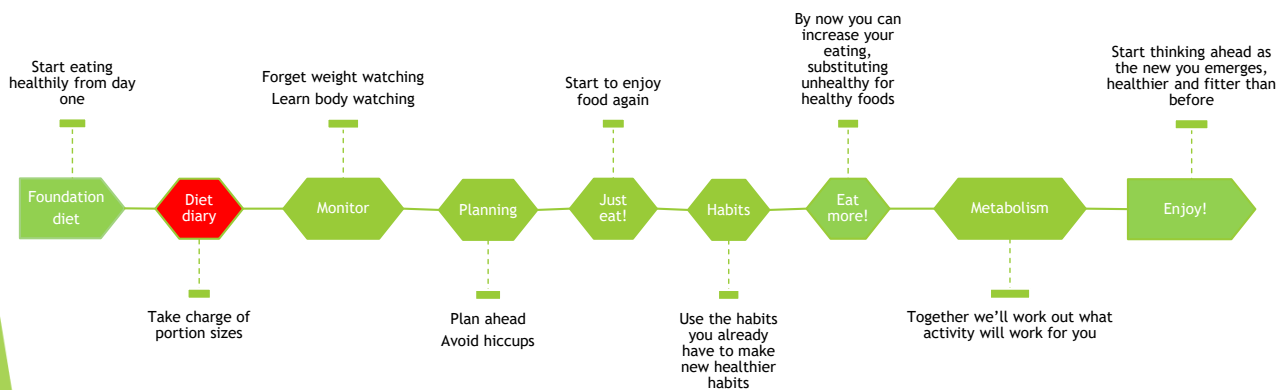 Start eating
healthily from day
one
Forget weight watching
Learn body watching
Start to enjoy
food again
By now you can
increase your
eating,
substituting
unhealthy for
healthy foods
Start thinking ahead as
the new you emerges,
healthier and fitter than
before
Foundation
diet
Diet
diary
Monitor
Planning
Just
eat!
Habits
Eat
more!
Metabolism
Enjoy!
Take charge of
portion sizes
Plan ahead
Avoid hiccups
Use the habits
you already
have to make
new healthier
habits
Together we’ll work out what
activity will work for you